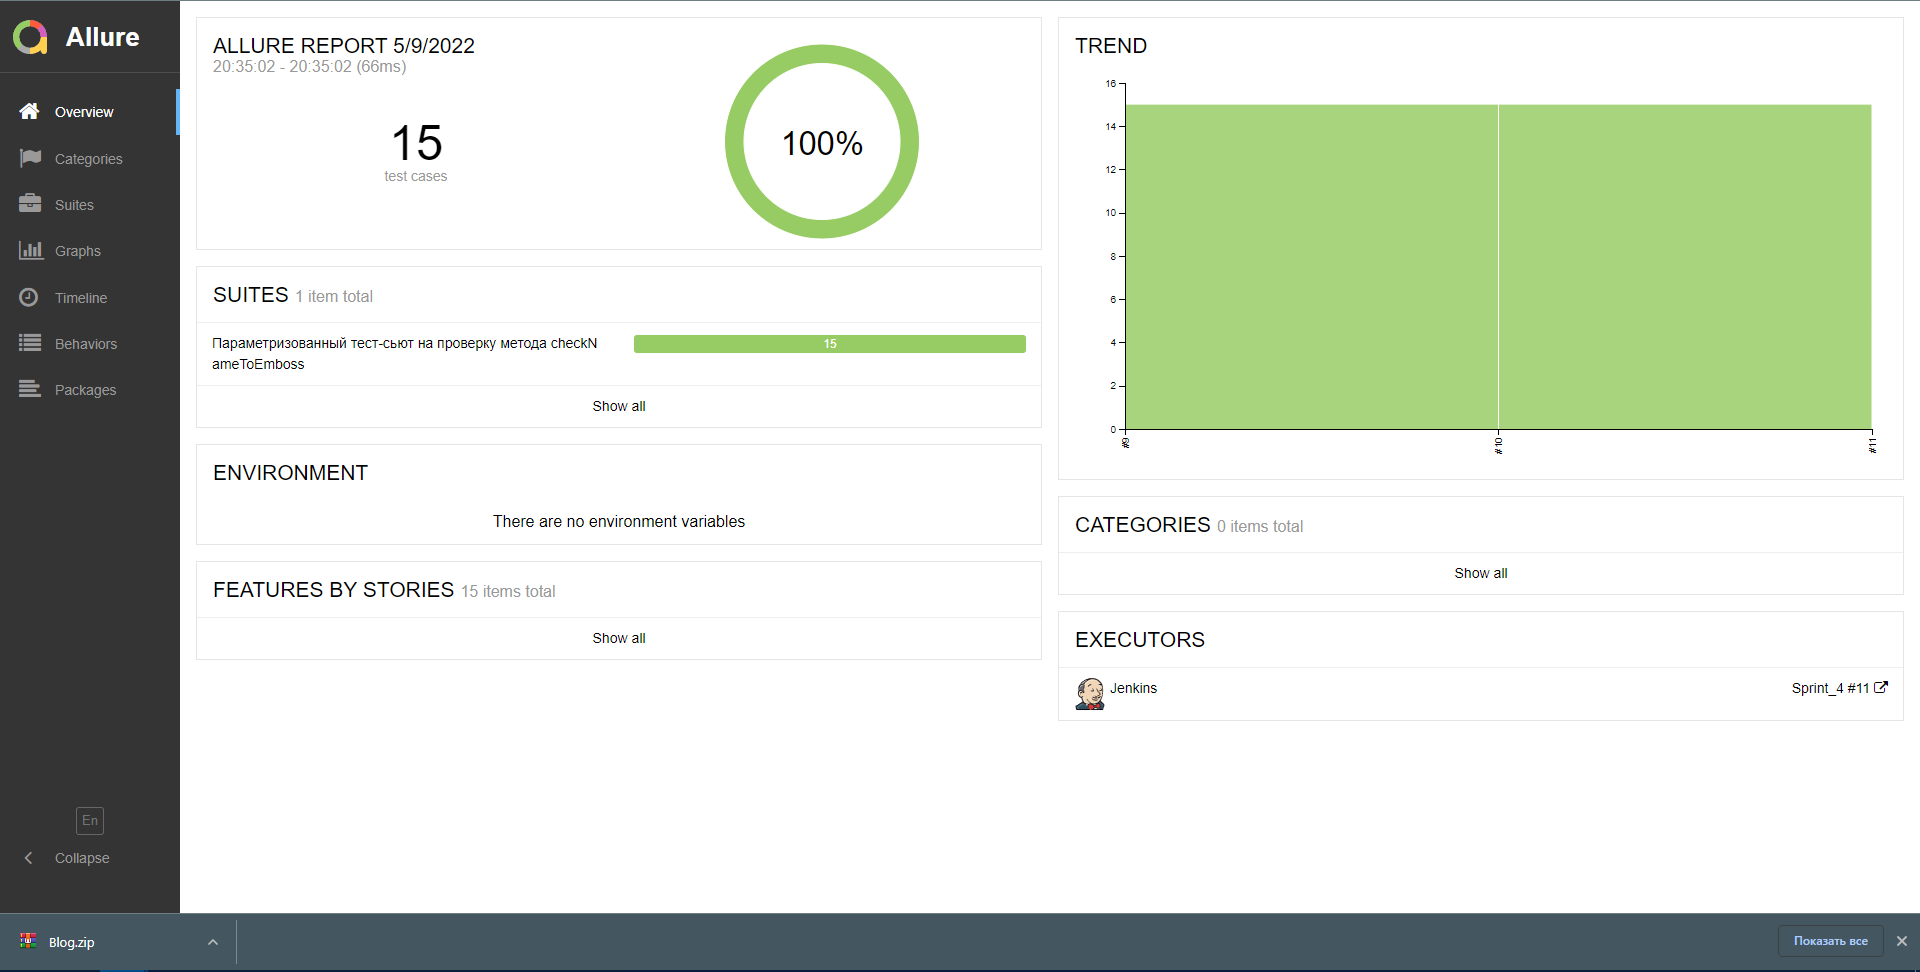 Allure
Overview
Categories
Suites
Graphs
Timeline
Behaviors
Packages
En
Collapse
ALLURE REPORT 5/9/2022
20:35:02 - 20:35:02 (66ms)
15
test cases
100%
SUITES 1 item total
Параметризованный тест-сьют на проверку метода checkN
ameToEmboss
15
Show all
ENVIRONMENT
There are no environment variables
FEATURES BY STORIES 15 items total
Show all
TREND
16
14
12
10
8
6
4
2
0
#9
#10
#11
CATEGORIES 0 items total
Show all
EXECUTORS
Jenkins
Sprint_4 #11
Blog.zip
Показать все